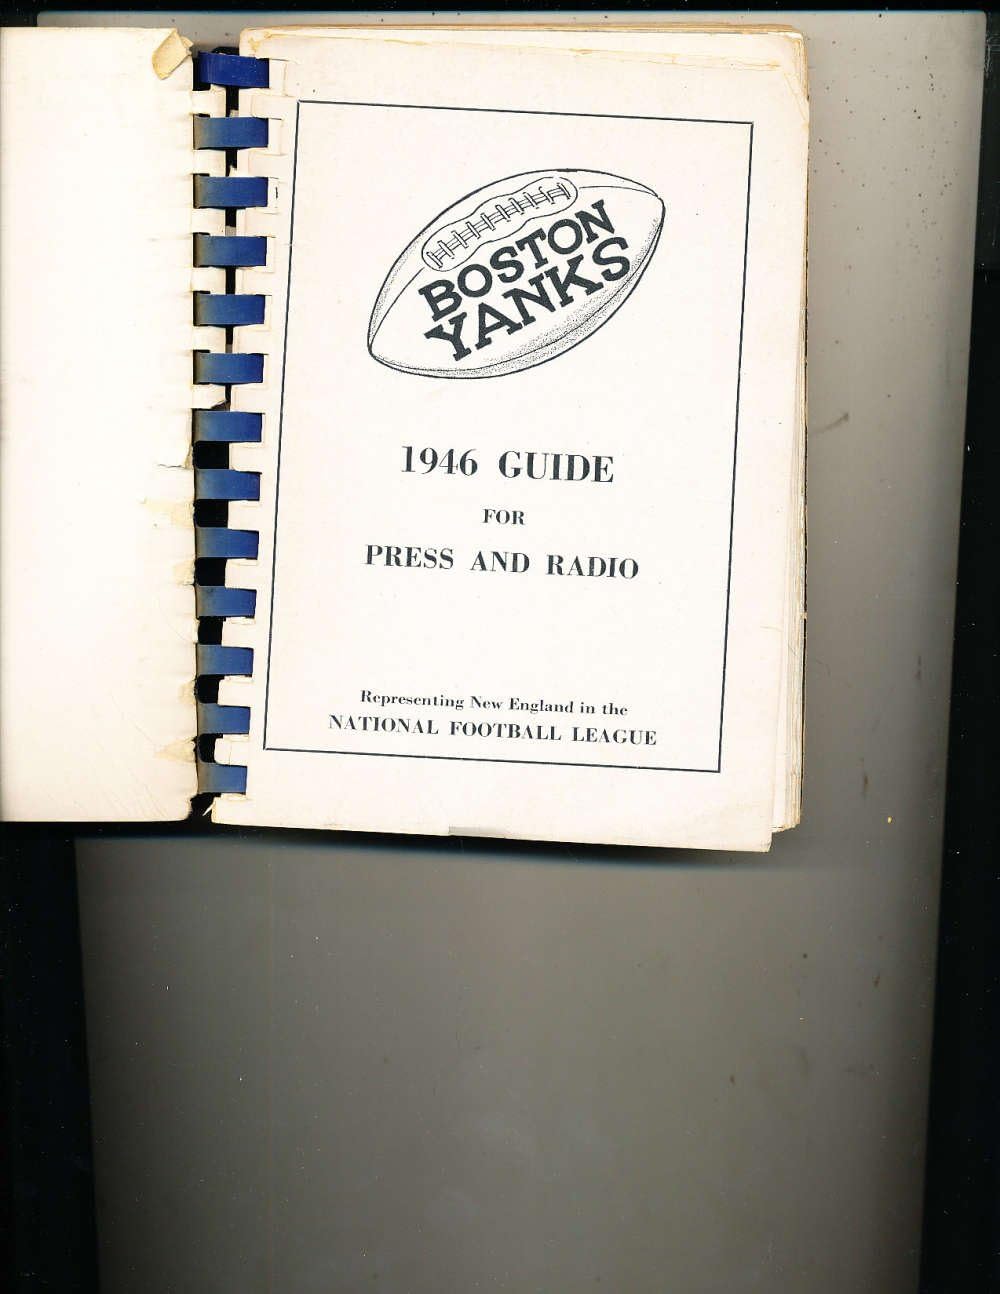 BOSTON
YANKS
1946 GUIDE
FOR
PRESS AND RADIO
Representing New England in the
NATIONAL FOOTBALL LEAGUE